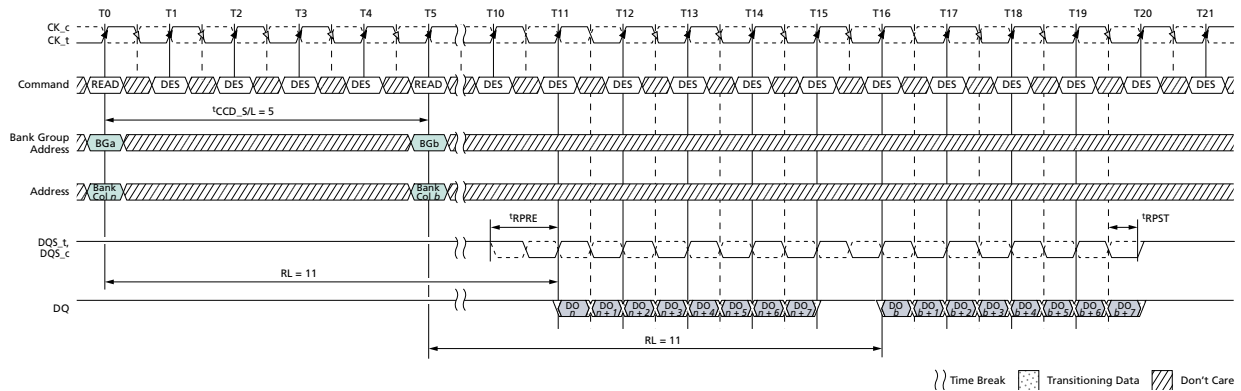 T0 T1 T2 T3 T4 T5 T10 T11 T12 T13 T14 T15 T16 T17 T18 T19 T20 T21
CK_c
CK_t
Command READ DES DES DES DES READ DES DES DES DES DES DES DES DES DES DES DES DES
tCCD_S/L = 5
Bank Group
Address
BGa BGb
Address
Bank
Col n
Bank
Col b
tRPRE tRPST
DQS_t,
DQS_c
RL = 11
DQ
DO
n
DO
n + 1
DO
n + 2
DO
n + 3
DO
n + 4
DO
n + 5
DO
n + 6
DO
n + 7
DO
b
DO
b + 1
DO
b + 2
DO
b + 3
DO
b + 4
DO
b + 5
DO
b + 6
DO
b + 7
RL = 11
Time Break Transitioning Data Don't Care